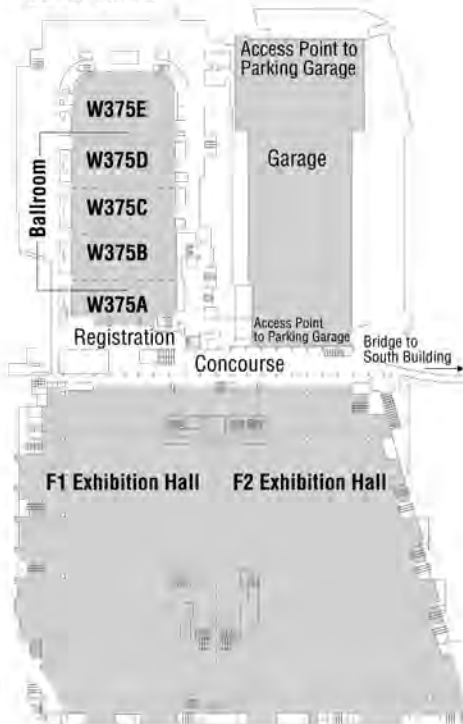 Access Point to
Parking Garage
W375E
W375D
Garage
Ballroom
W375C
W375B
W375A
Registration
Access Point
to Parking Garage
Bridge to
South Building
Concourse
F1 Exhibition Hall
F2 Exhibition Hall